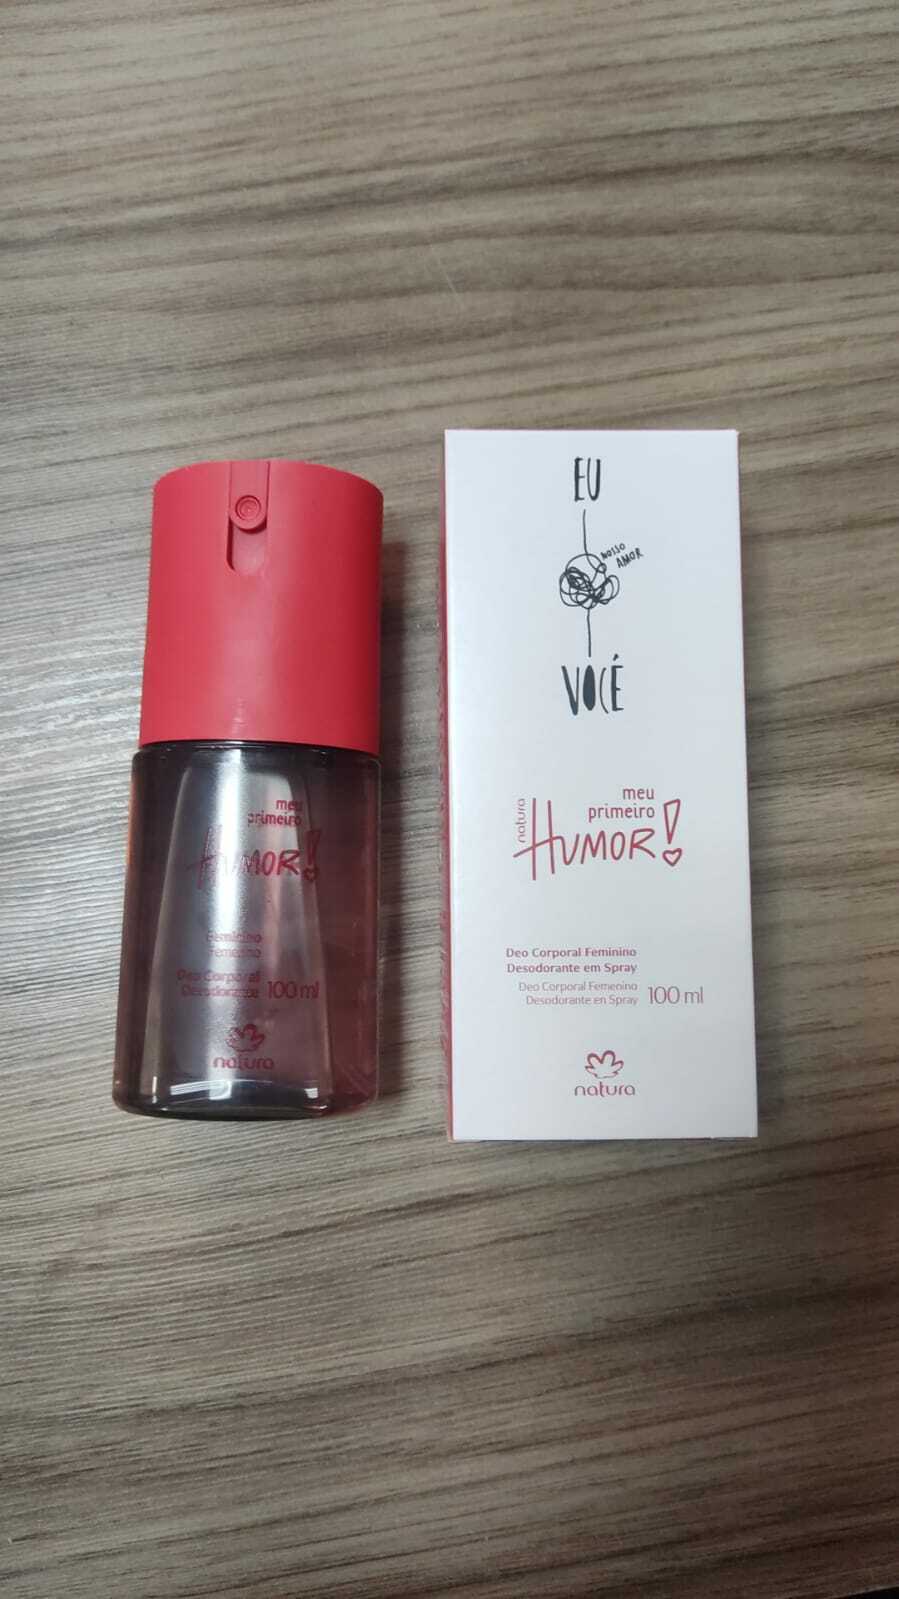 meu
primeiro
HUMOR!
Feminino
Femenino
Deo Corporal
Desodorante 100 ml
natura
EU
NOSSO
AMOR
VOCÊ
meu
primeiro
natura
HUMOR!
Deo Corporal Feminino
Desodorante em Spray
Deo Corporal Femenino
Desodorante en Spray 100 ml
natura